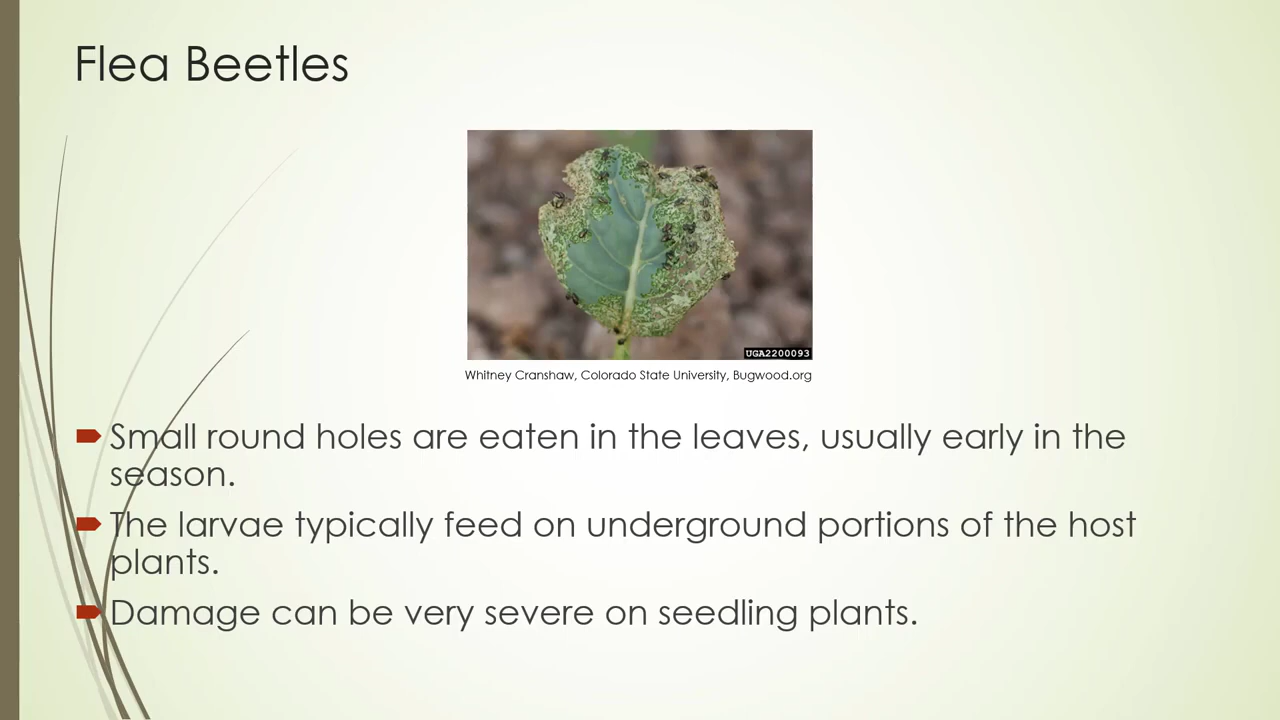 Flea Beetles
UGA2200093
Whitney Cranshaw, Colorado State University, Bugwood.org
Small round holes are eaten in the leaves, usually early in the
season.
The larvae typically feed on underground portions of the host
plants.
Damage can be very severe on seedling plants.